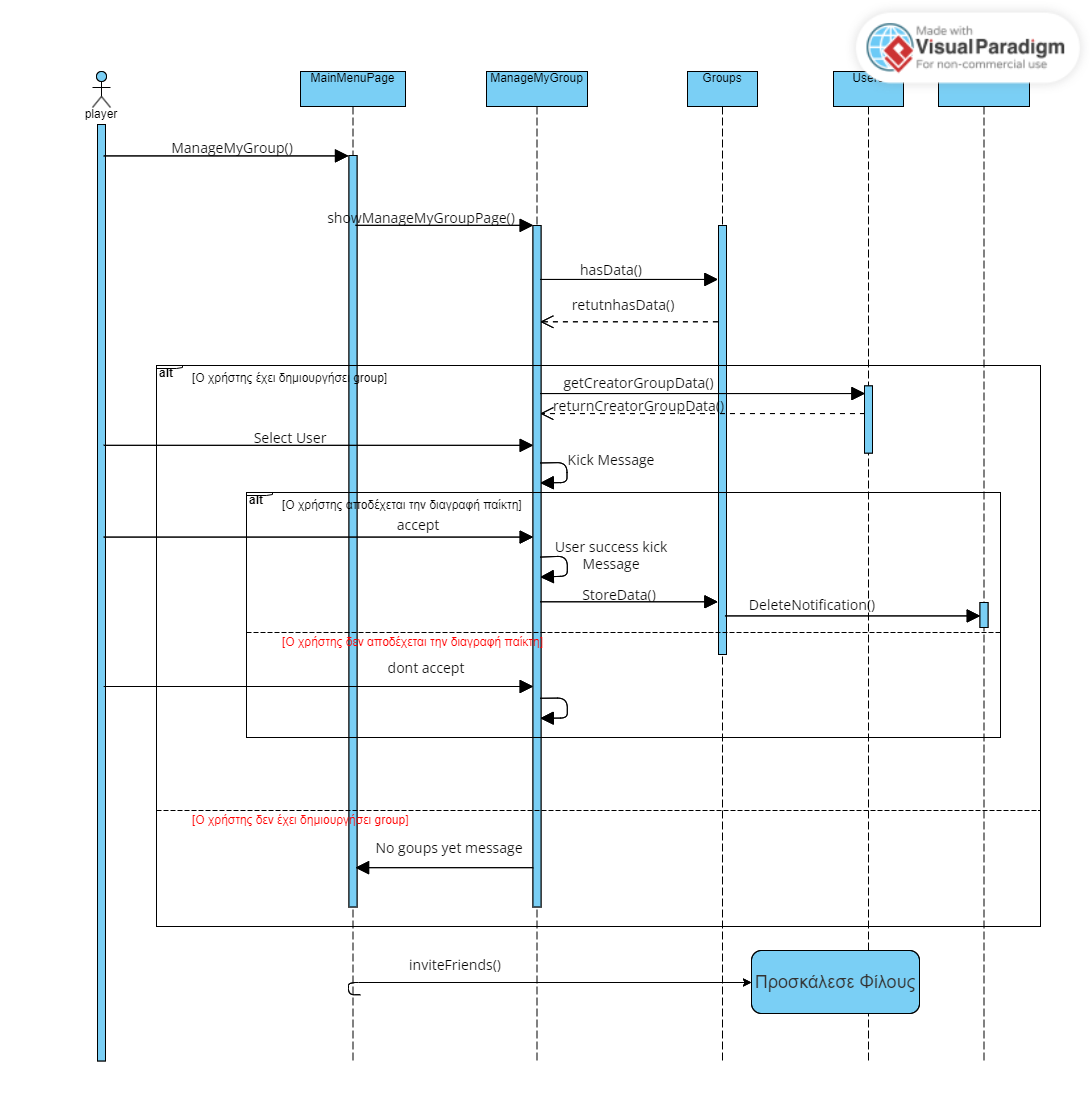 Made with
Visual Paradigm
For non-commercial use
player
MainMenuPage
ManageMyGroup
Groups
ManageMyGroup()
showManageMyGroupPage()
hasData()
retutnhasData()
alt
[Ο χρήστης έχει δημιουργήσει group]
getCreatorGroupData()
returnCreatorGroupData()
Select User
Kick Message
alt
[Ο χρήστης αποδέχεται την διαγραφή παίκτη]
accept
User success kick
Message
StoreData()
DeleteNotification()
[Ο χρήστης δεν αποδέχεται την διαγραφή παίκτη]
dont accept
[Ο χρήστης δεν έχει δημιουργήσει group]
No goups yet message
inviteFriends()
Προσκάλεσε Φίλους